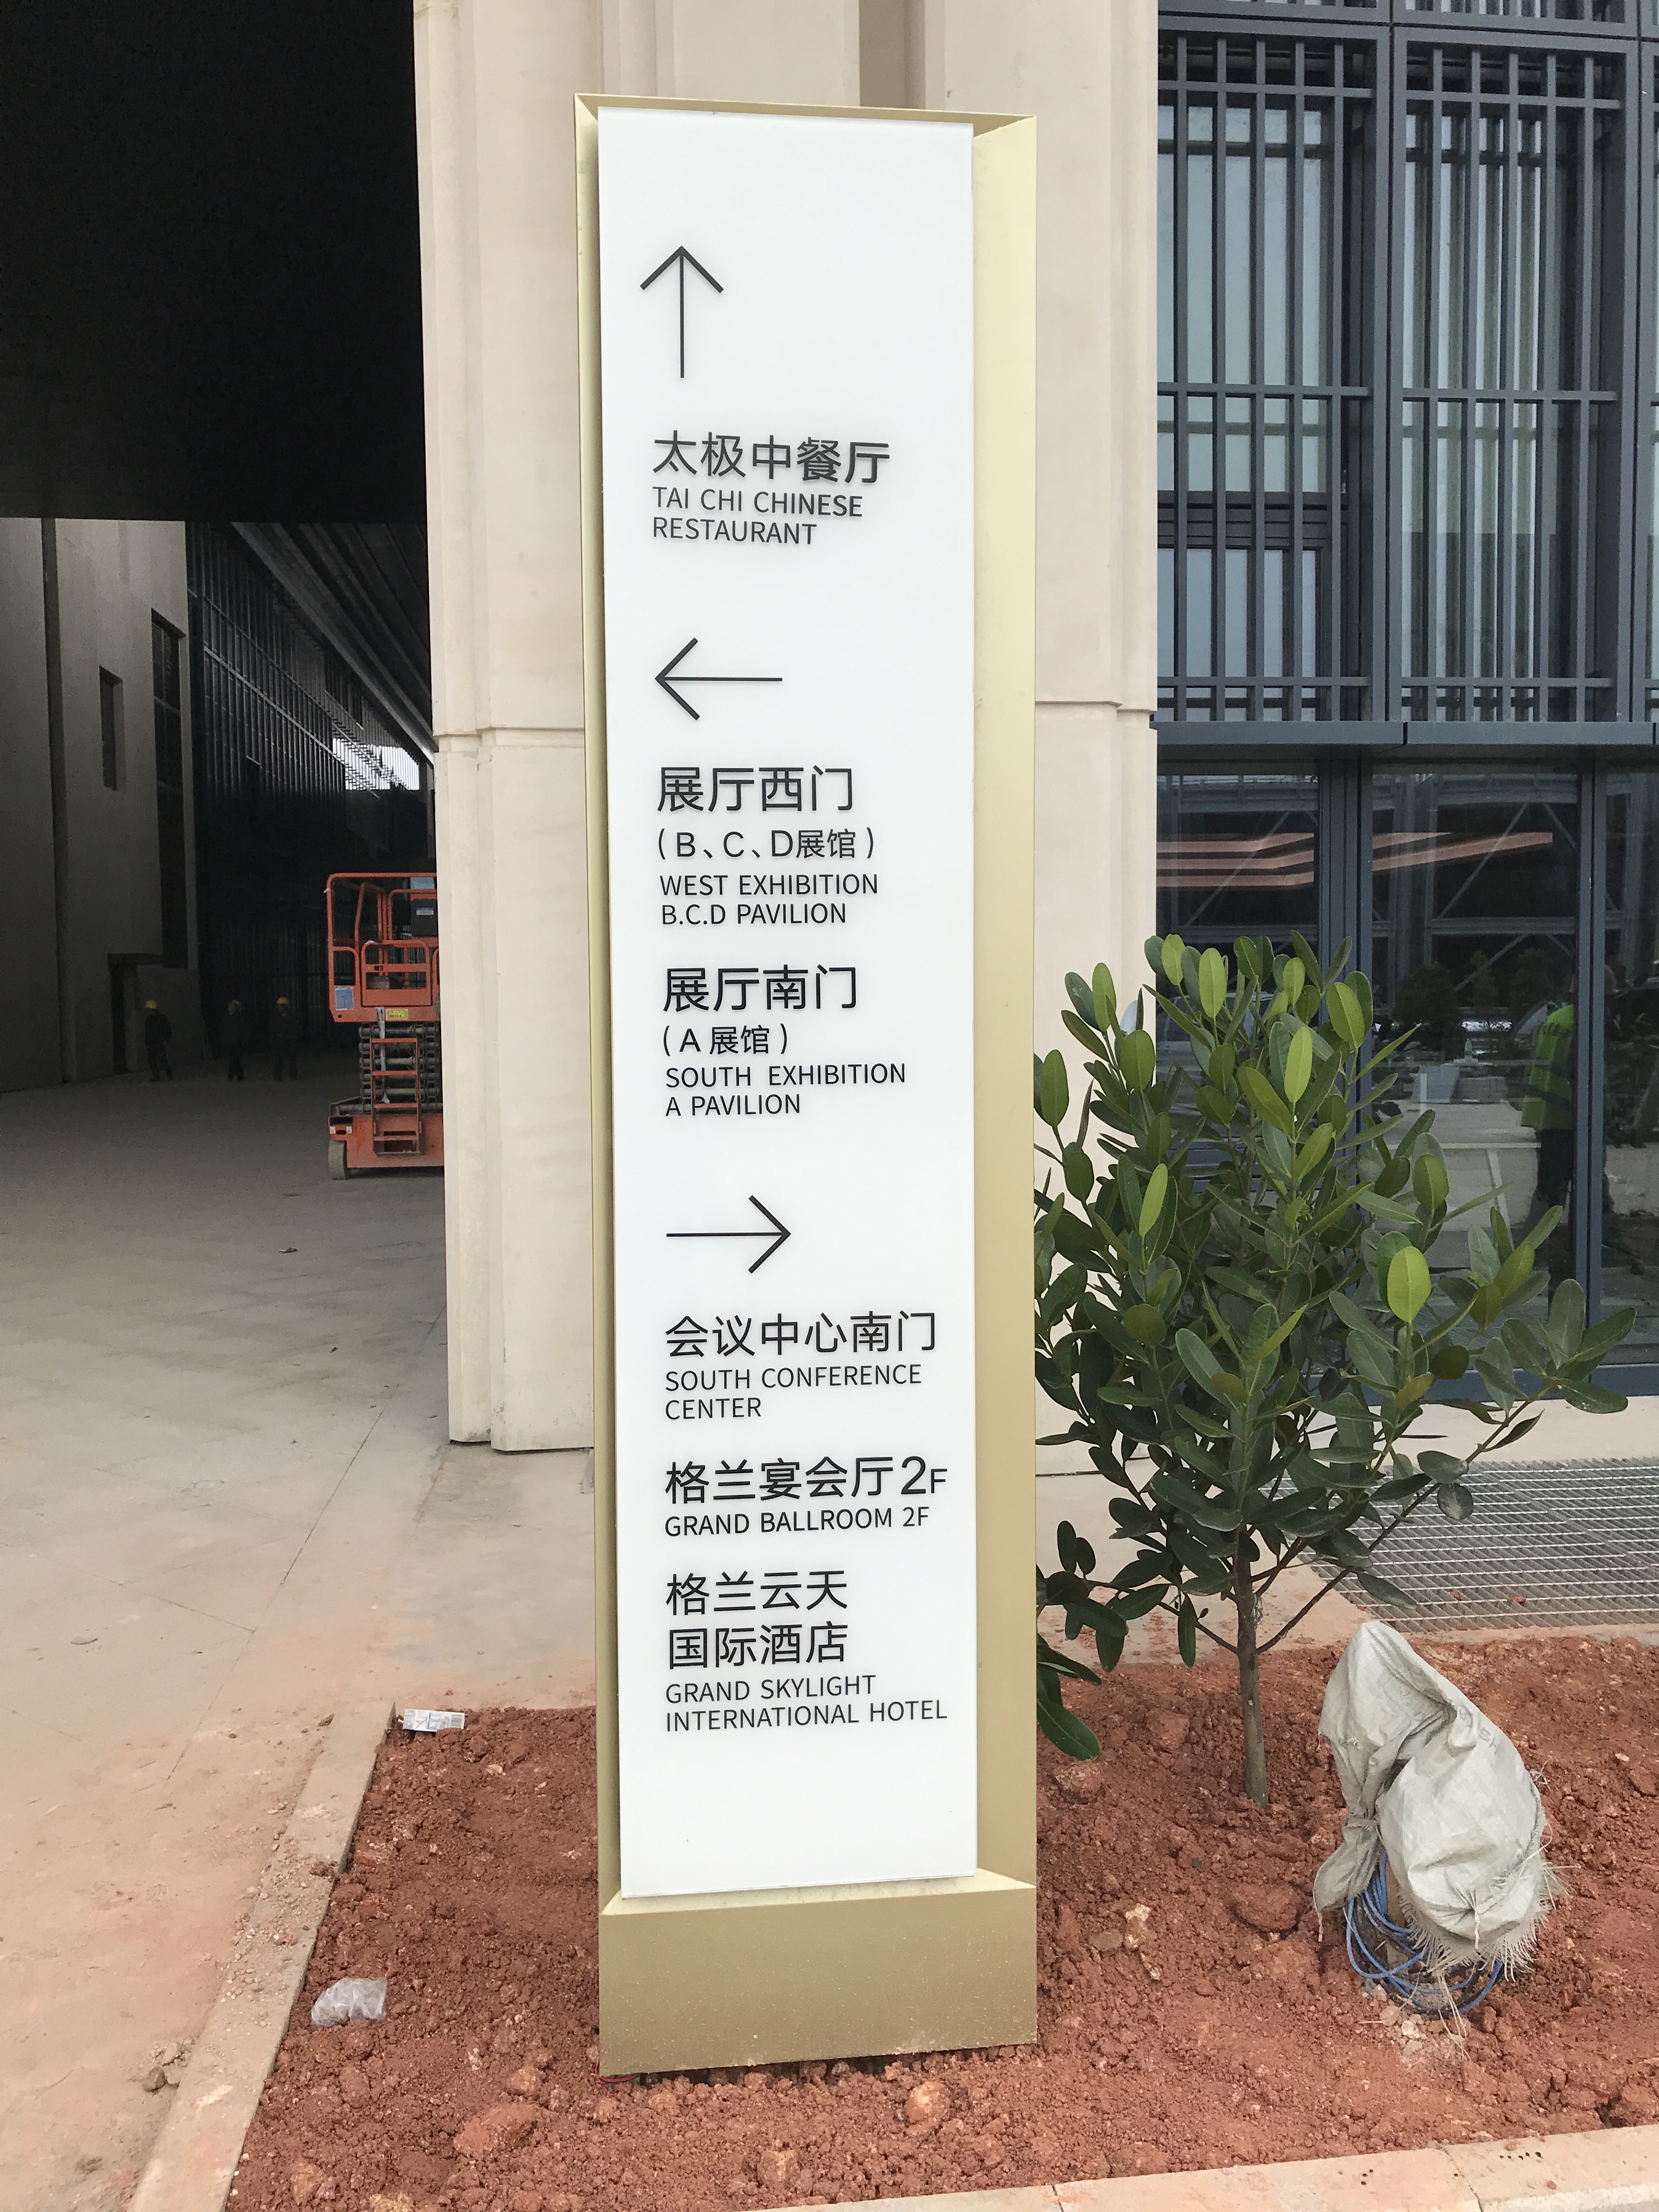 太极中餐厅
TAI CHI CHINESE
RESTAURANT
展厅西门
(B、C、D展馆)
WEST EXHIBITION
B.C.D PAVILION
展厅南门
(A 展馆)
SOUTH EXHIBITION
A PAVILION
会议中心南门
SOUTH CONFERENCE
CENTER
格兰宴会厅2F
GRAND BALLROOM 2F
格兰云天
国际酒店
GRAND SKYLIGHT
INTERNATIONAL HOTEL